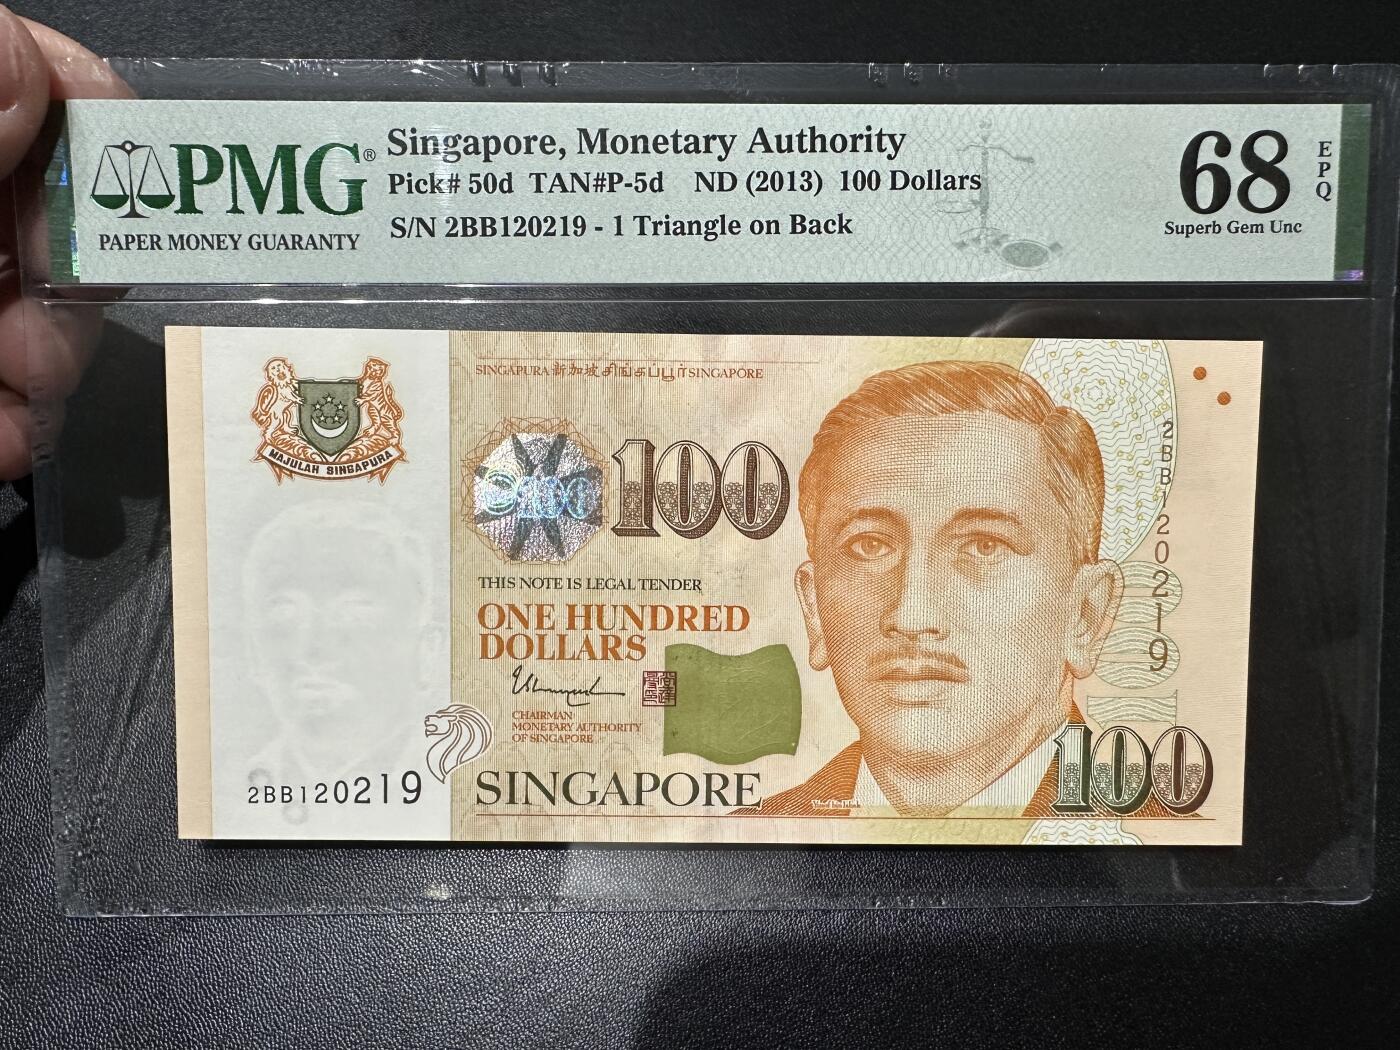 PMG®
PAPER MONEY GUARANTY
Singapore, Monetary Authority
Pick# 50d TAN#P-5d ND (2013) 100 Dollars
S/N 2BB120219 - 1 Triangle on Back
68
EPQ
Superb Gem Unc
MAJULAH SINGAPURA
SINGAPURA 新加坡 சிங்கப்பூர் SINGAPORE
100
THIS NOTE IS LEGAL TENDER
ONE HUNDRED
DOLLARS
CHAIRMAN
MONETARY AUTHORITY
OF SINGAPORE
SINGAPORE
2BB120219
2BB120219
100